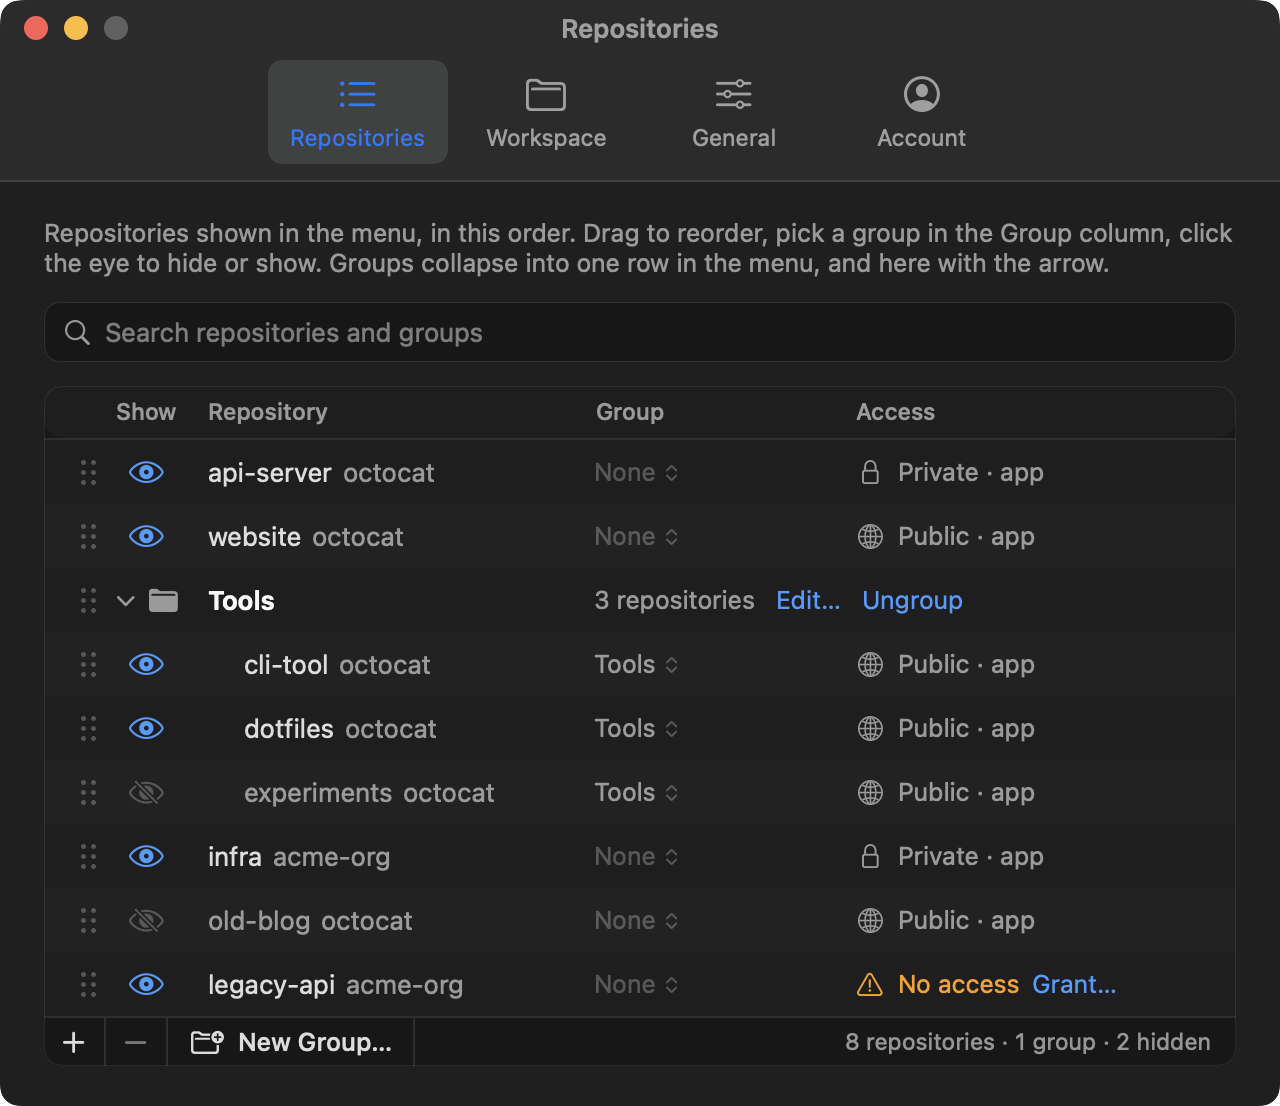 Repositories
Repositories Workspace General Account
Repositories shown in the menu, in this order. Drag to reorder, pick a group in the Group column, click
the eye to hide or show. Groups collapse into one row in the menu, and here with the arrow.
Search repositories and groups
Show Repository Group Access
api-server octocat None Private · app
website octocat None Public · app
Tools 3 repositories Edit... Ungroup
cli-tool octocat Tools Public · app
dotfiles octocat Tools Public · app
experiments octocat Tools Public · app
infra acme-org None Private · app
old-blog octocat None Public · app
legacy-api acme-org None No access Grant...
New Group... 8 repositories · 1 group · 2 hidden